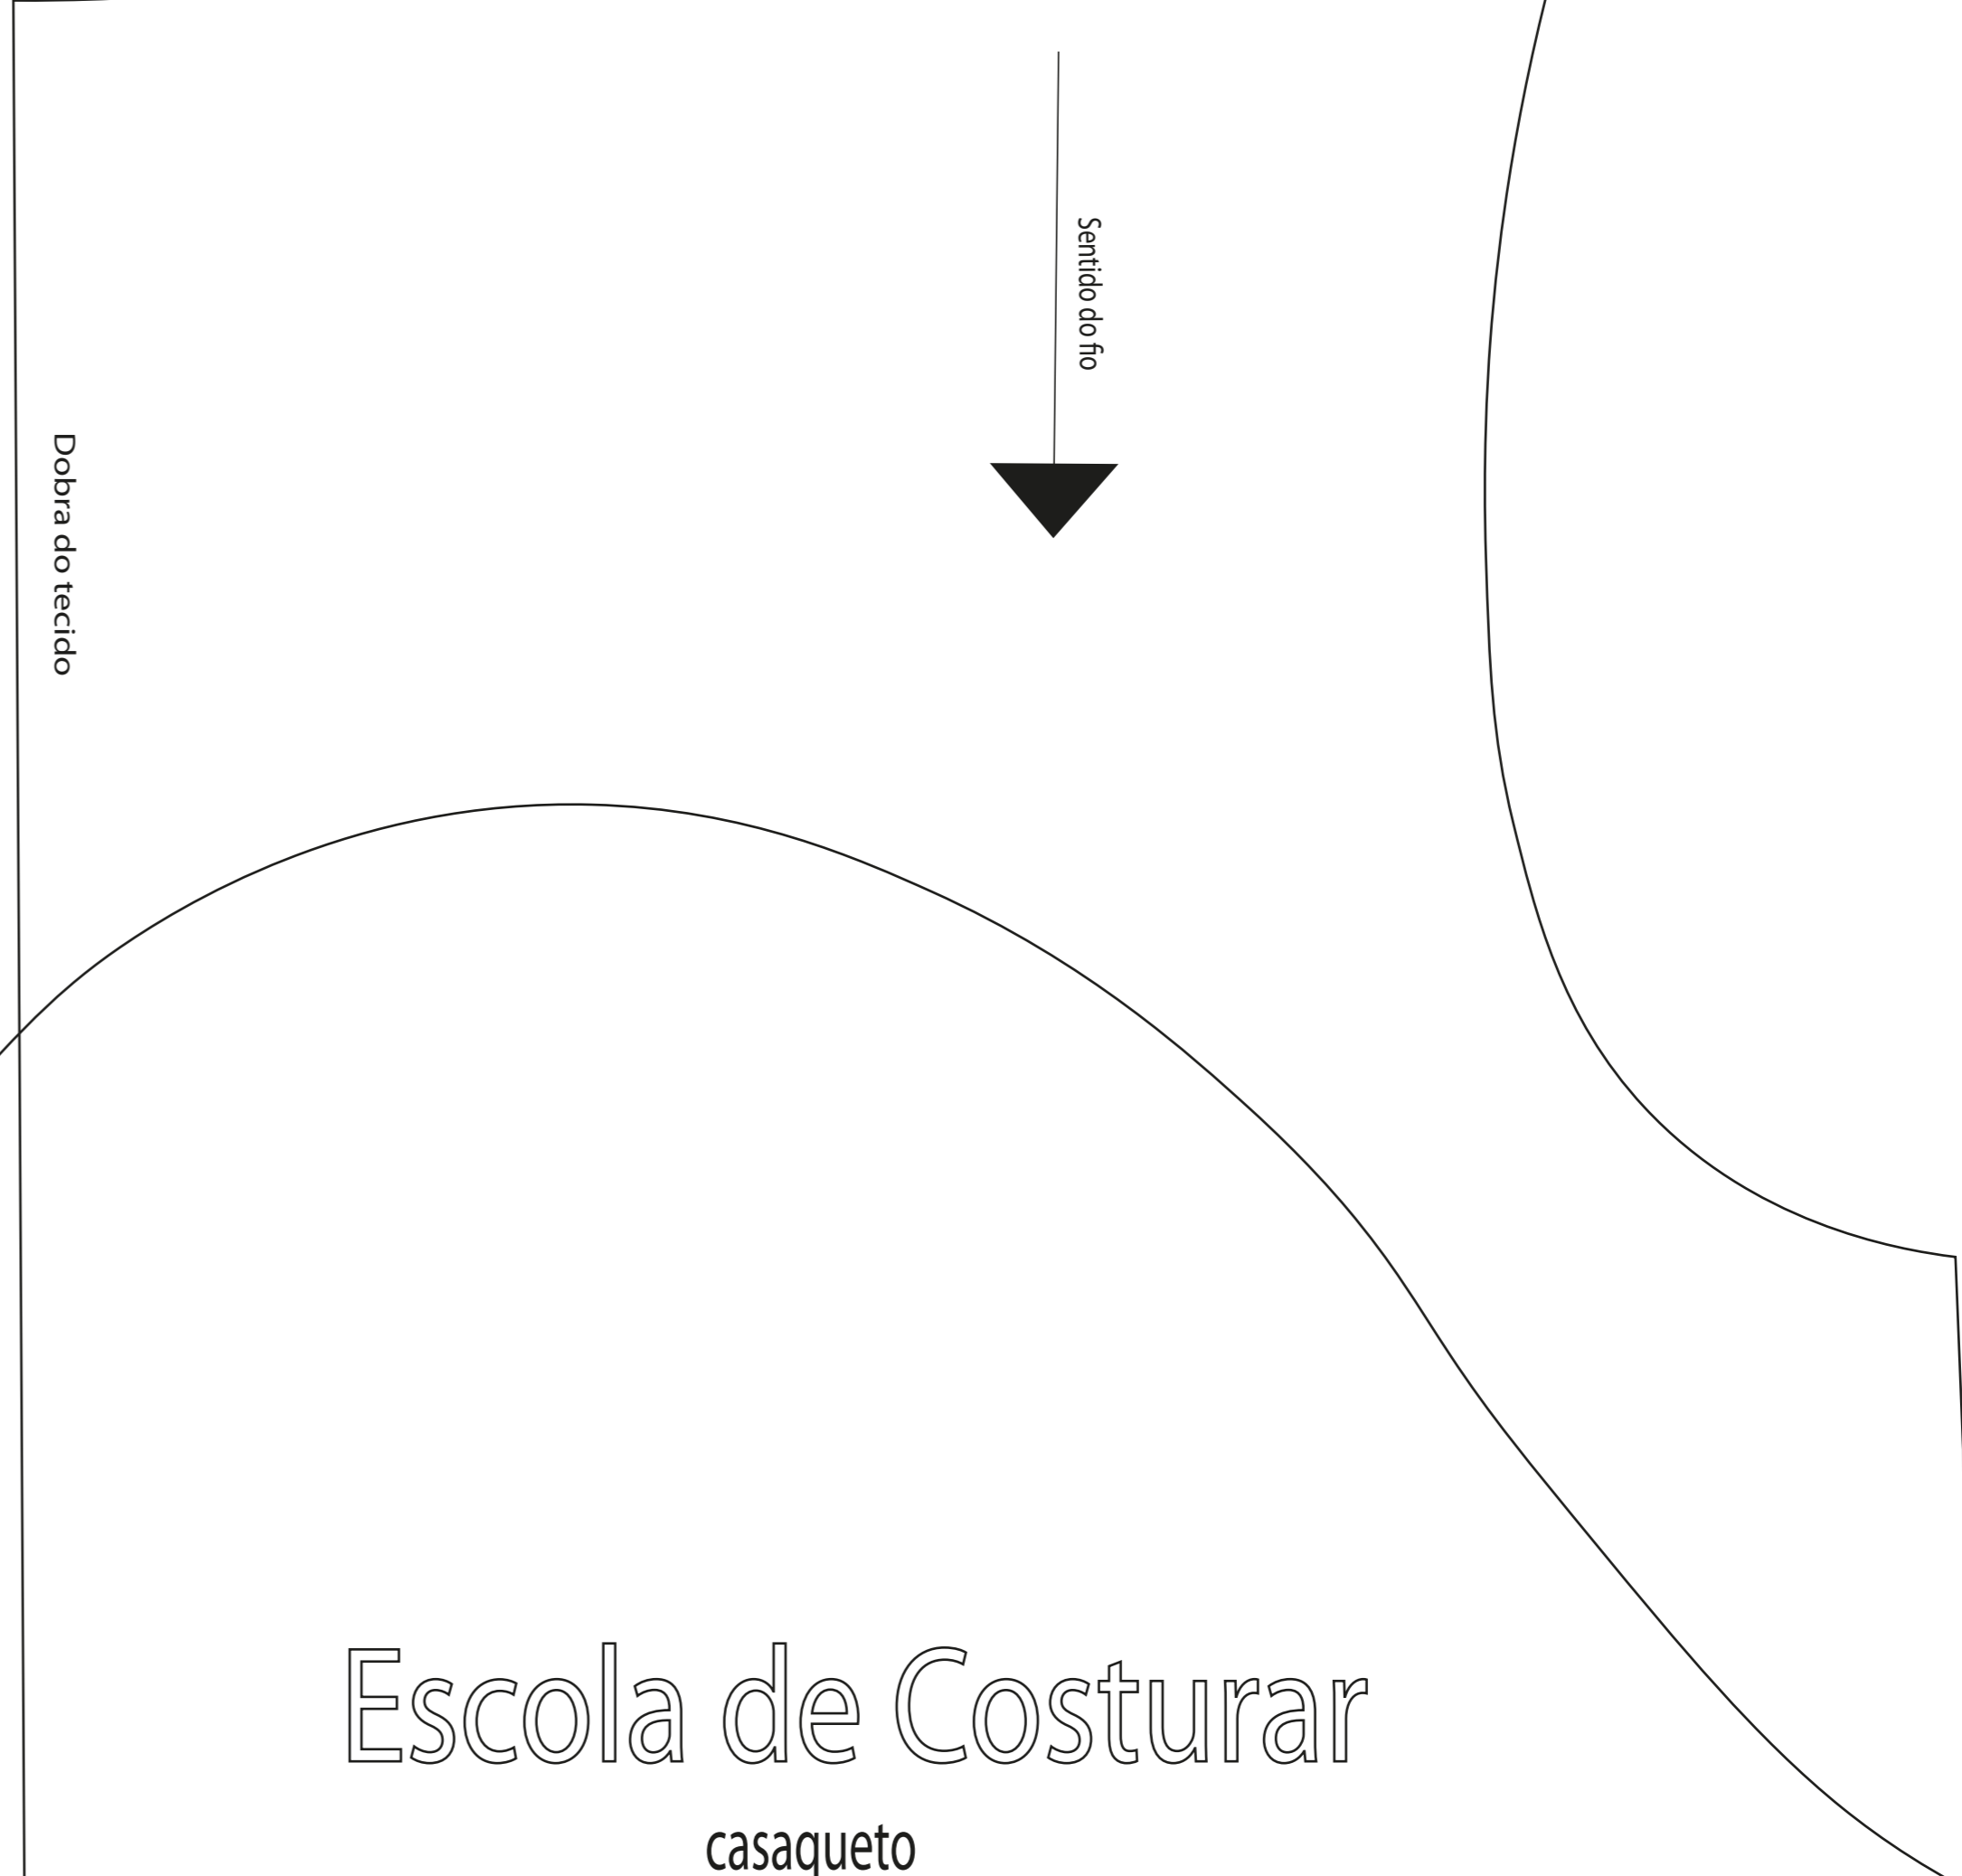 Sentido do fio
Dobra do tecido
Escola de Costurar
casaqueto